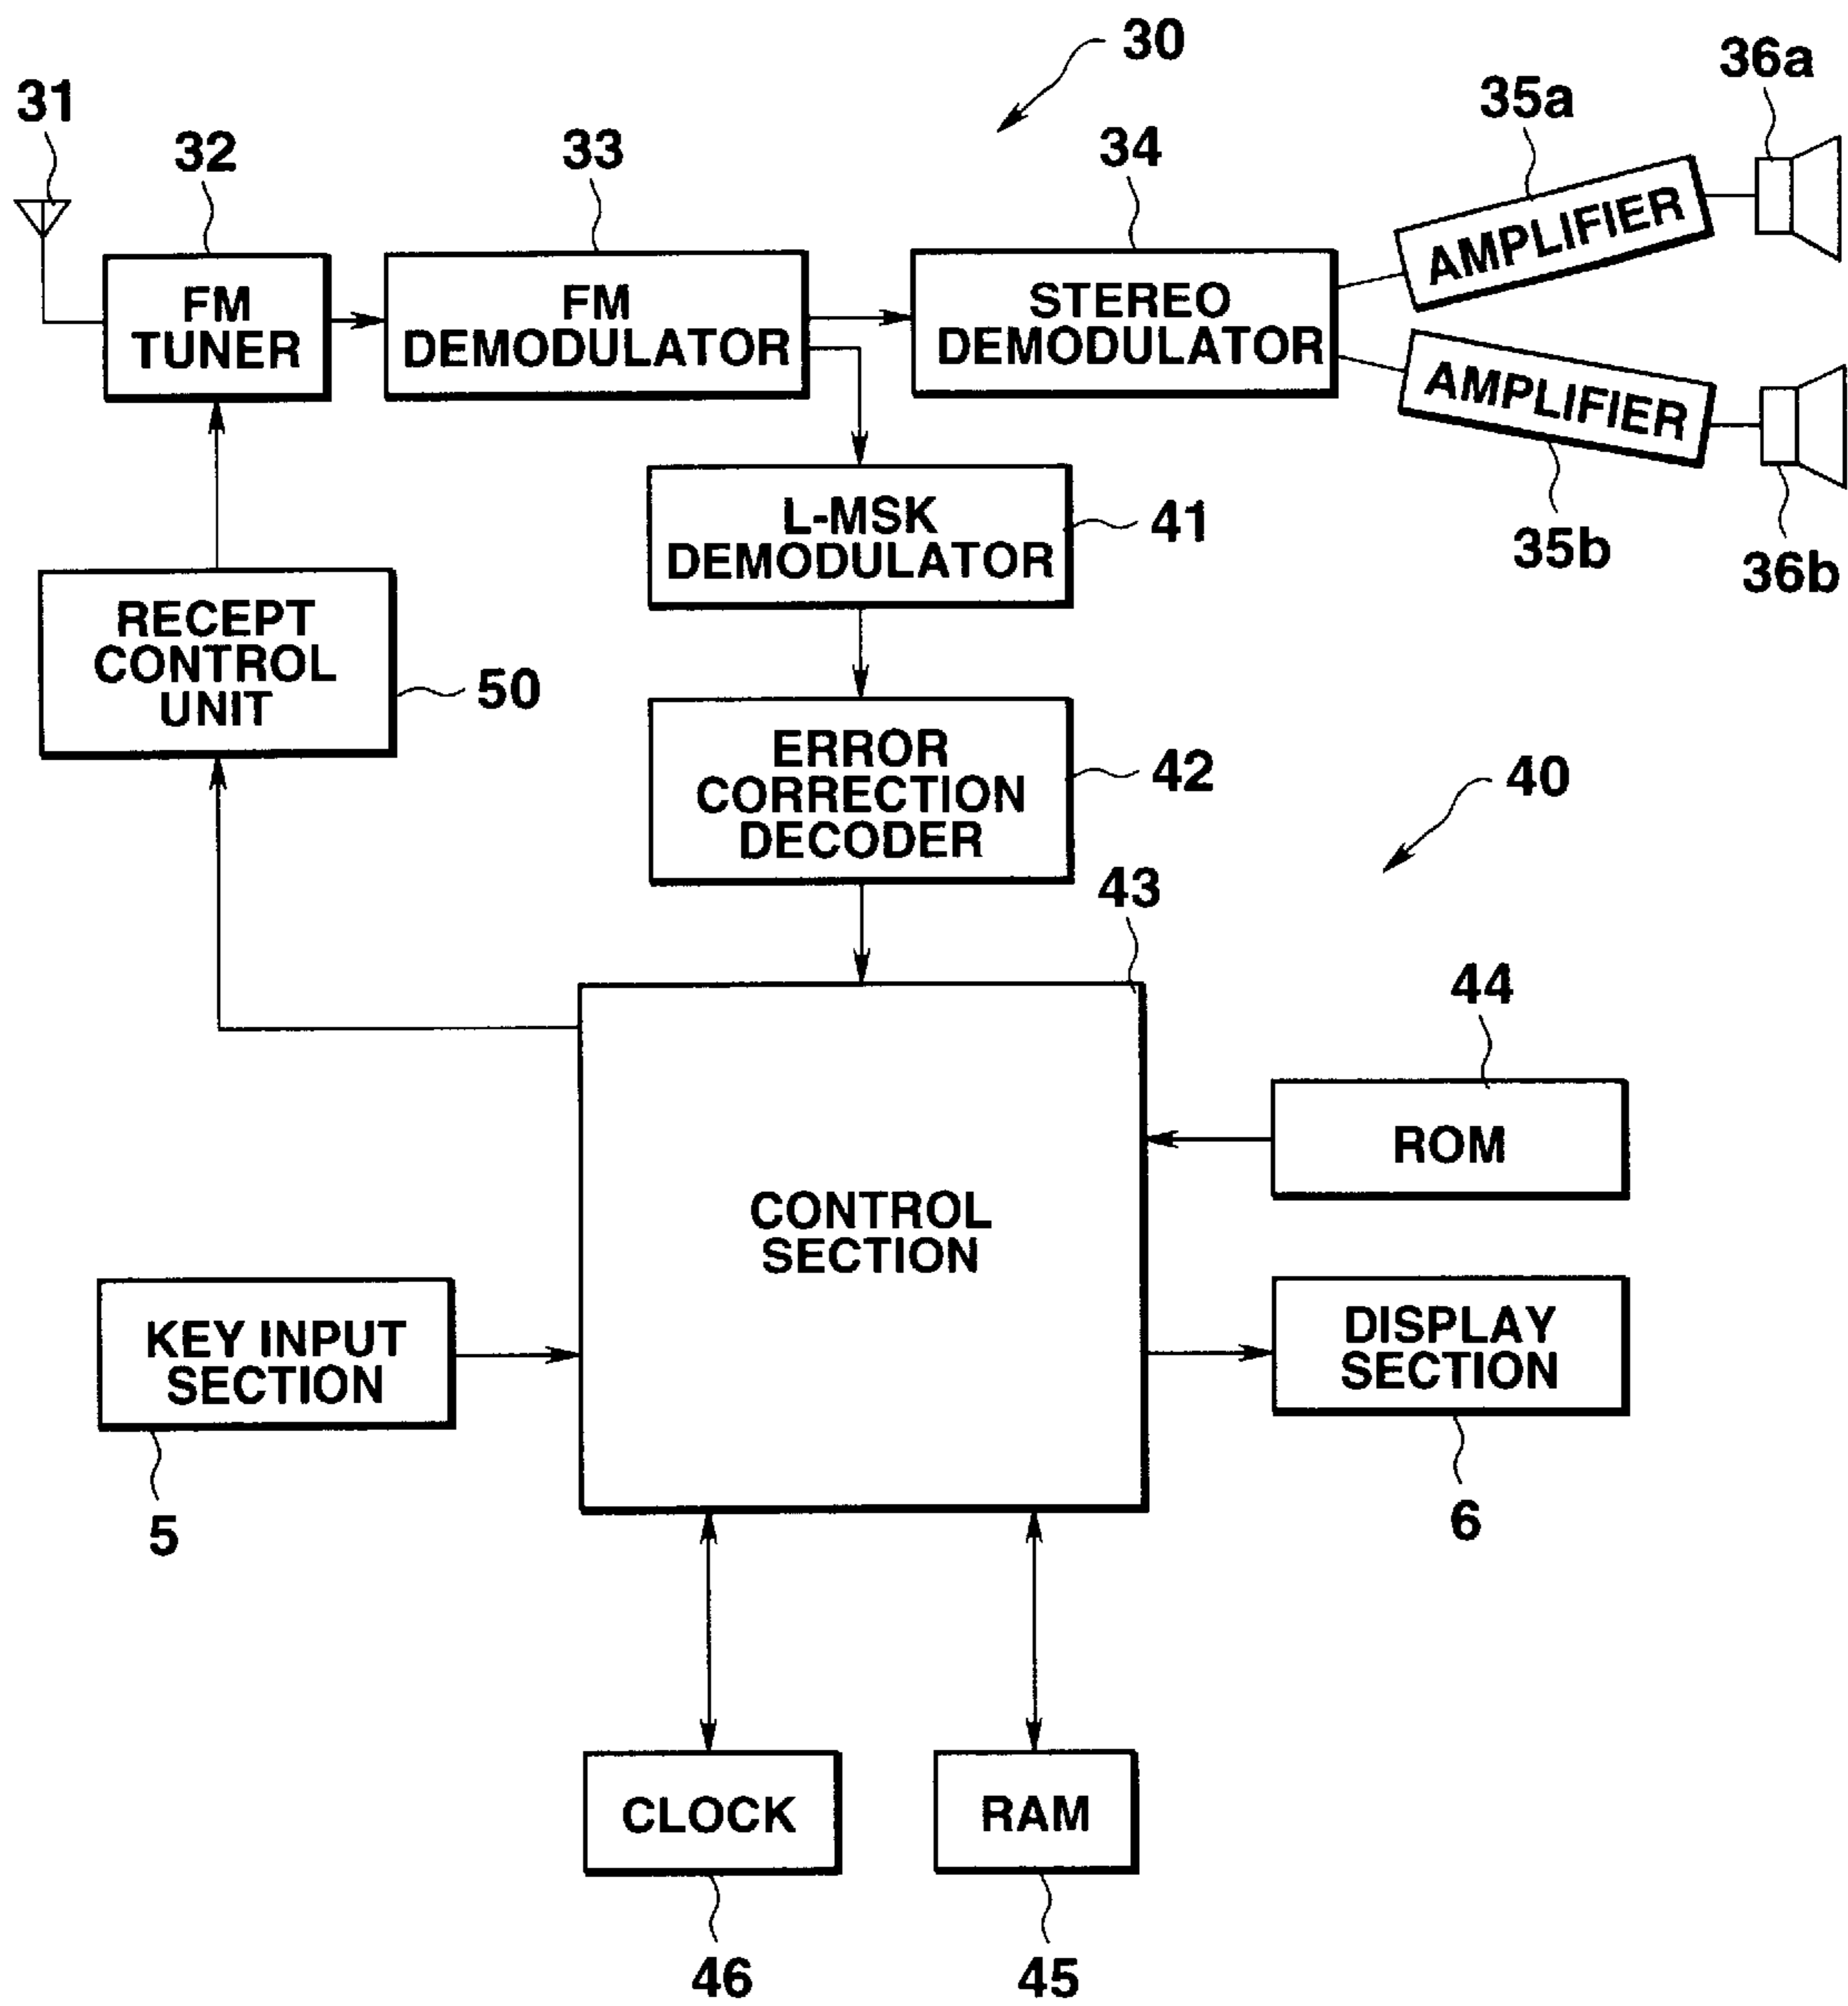 30
36a
31
35a
32
33
34
FM
TUNER
FM
DEMODULATOR
STEREO
DEMODULATOR
AMPLIFIER
AMPLIFIER
L-MSK
DEMODULATOR
41
35b
36b
RECEPT
CONTROL
UNIT
50
ERROR
CORRECTION
DECODER
42
40
43
44
ROM
CONTROL
SECTION
KEY INPUT
SECTION
DISPLAY
SECTION
5
6
CLOCK
RAM
46
45